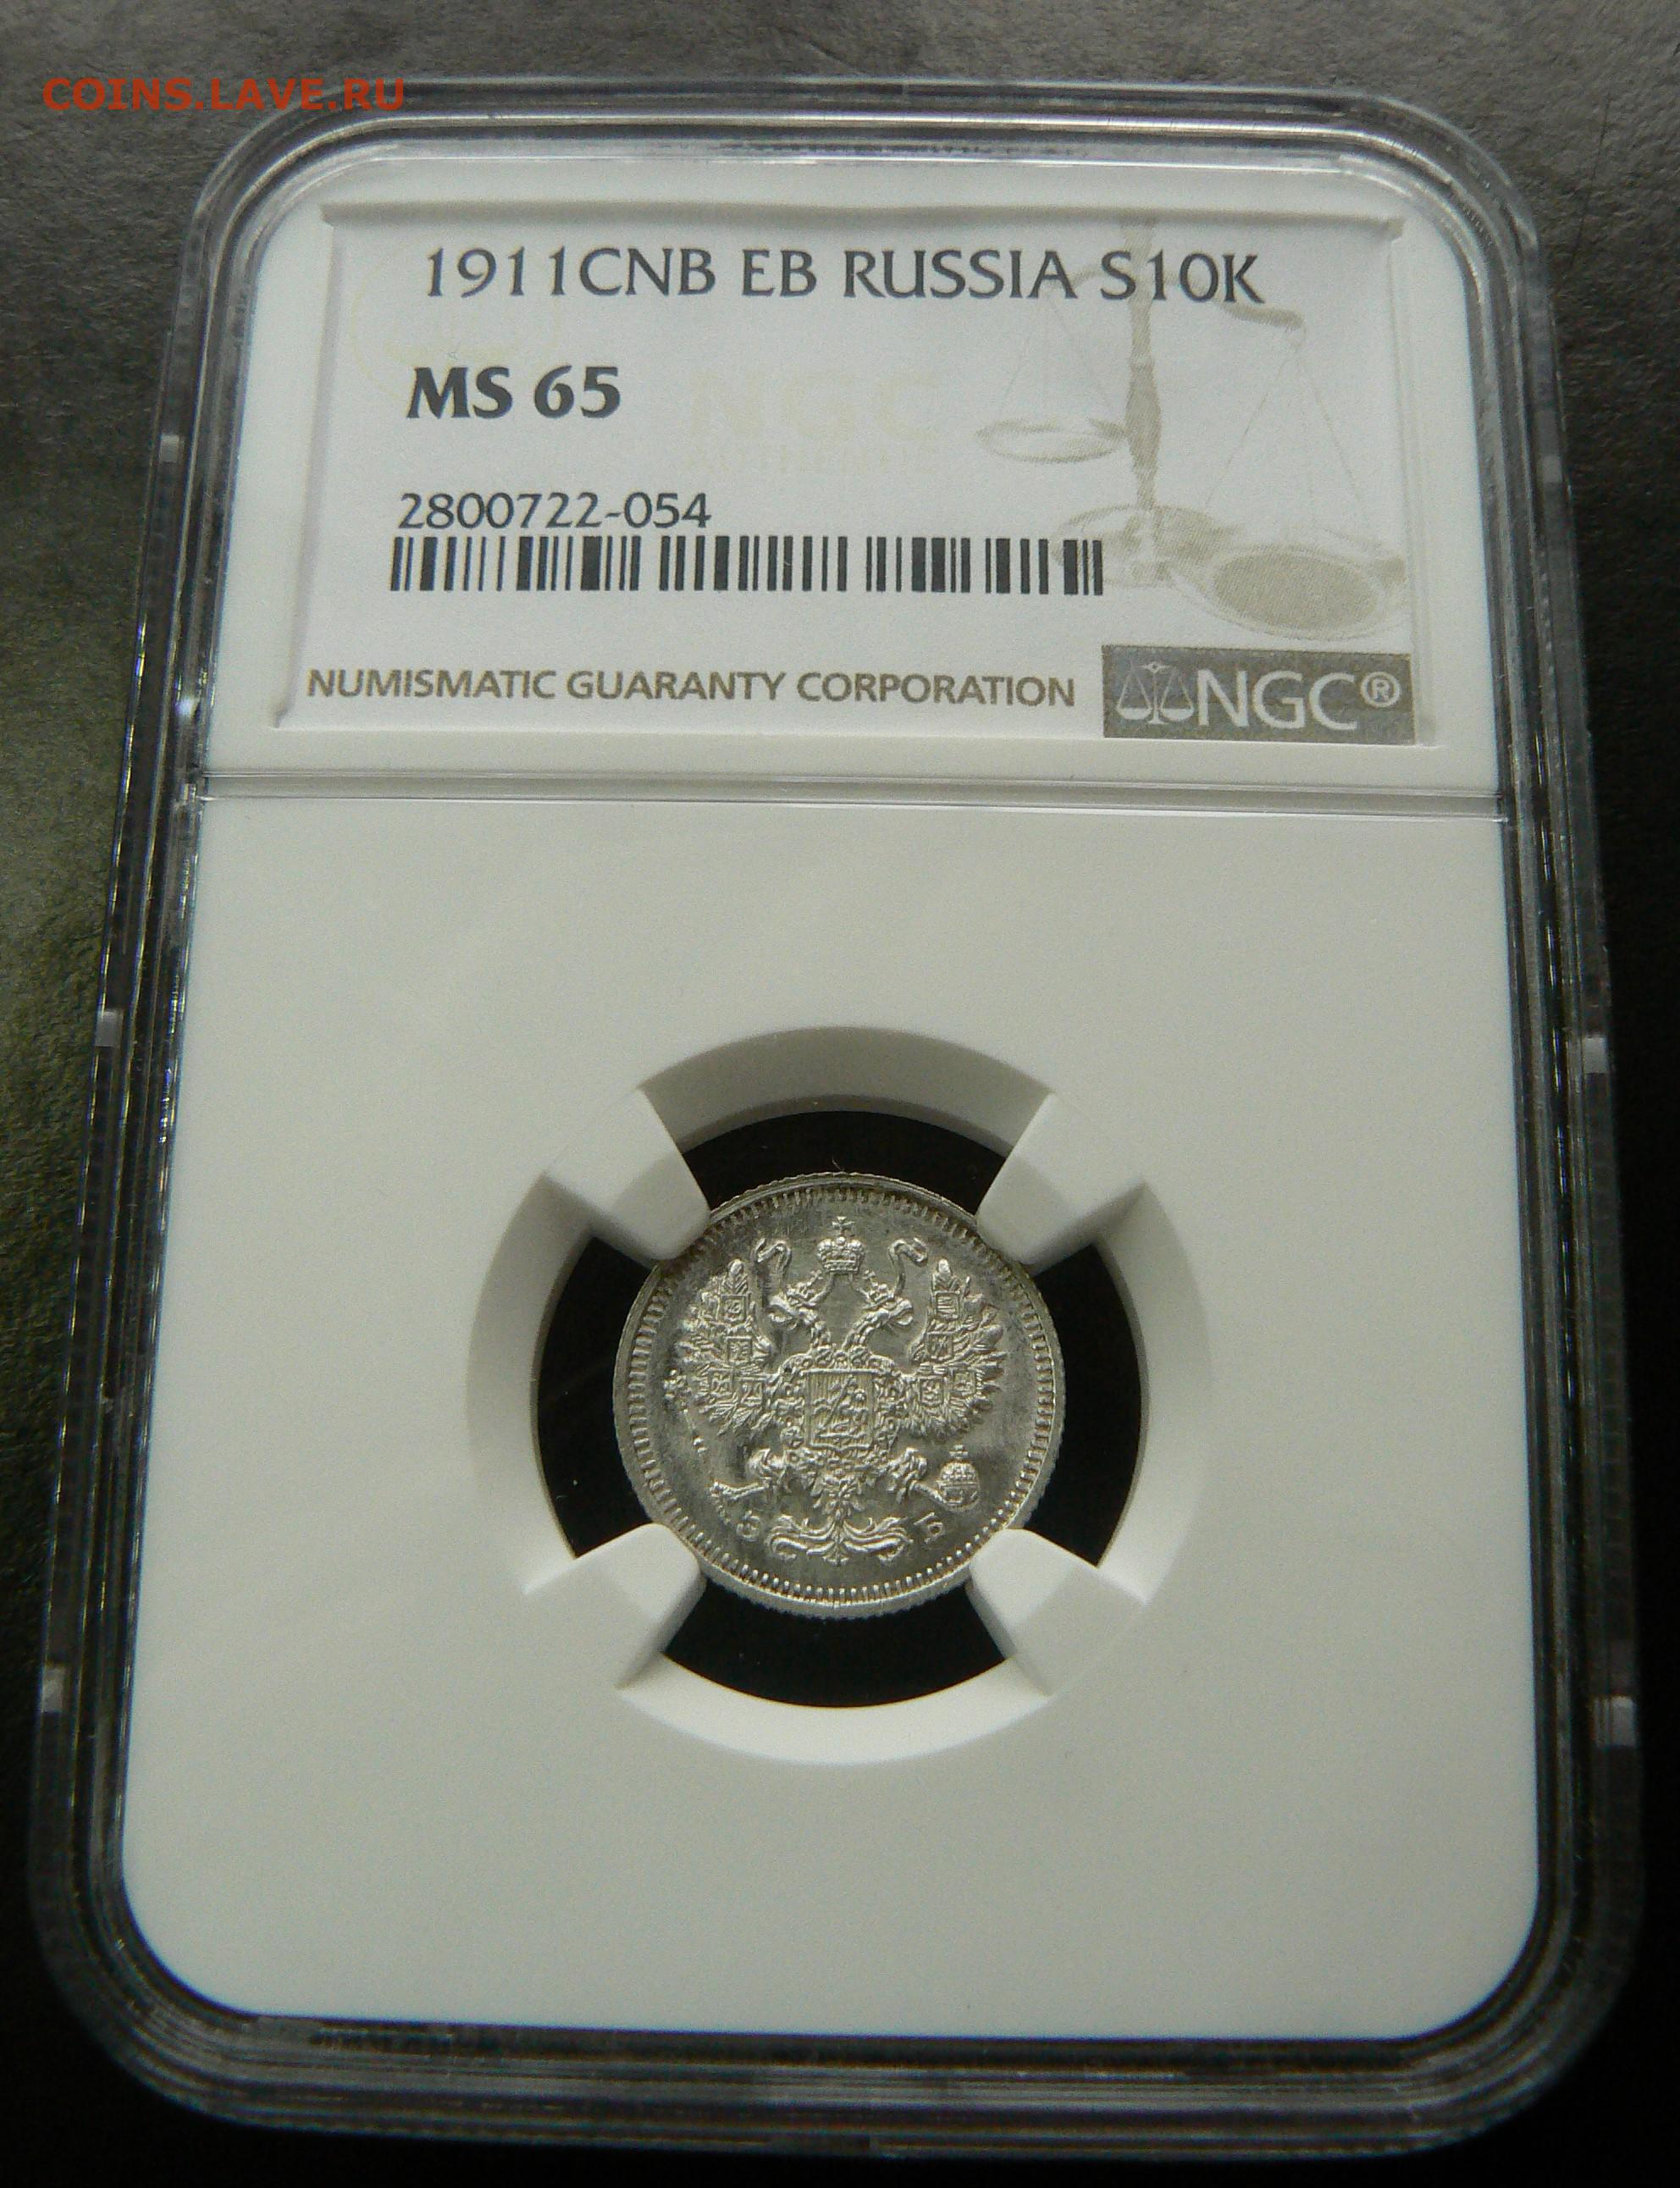 COINS.LAVE.RU
1911CNB EB RUSSIA S10K
MS 65
2800722-054
NUMISMATIC GUARANTY CORPORATION NGC®
Э Б